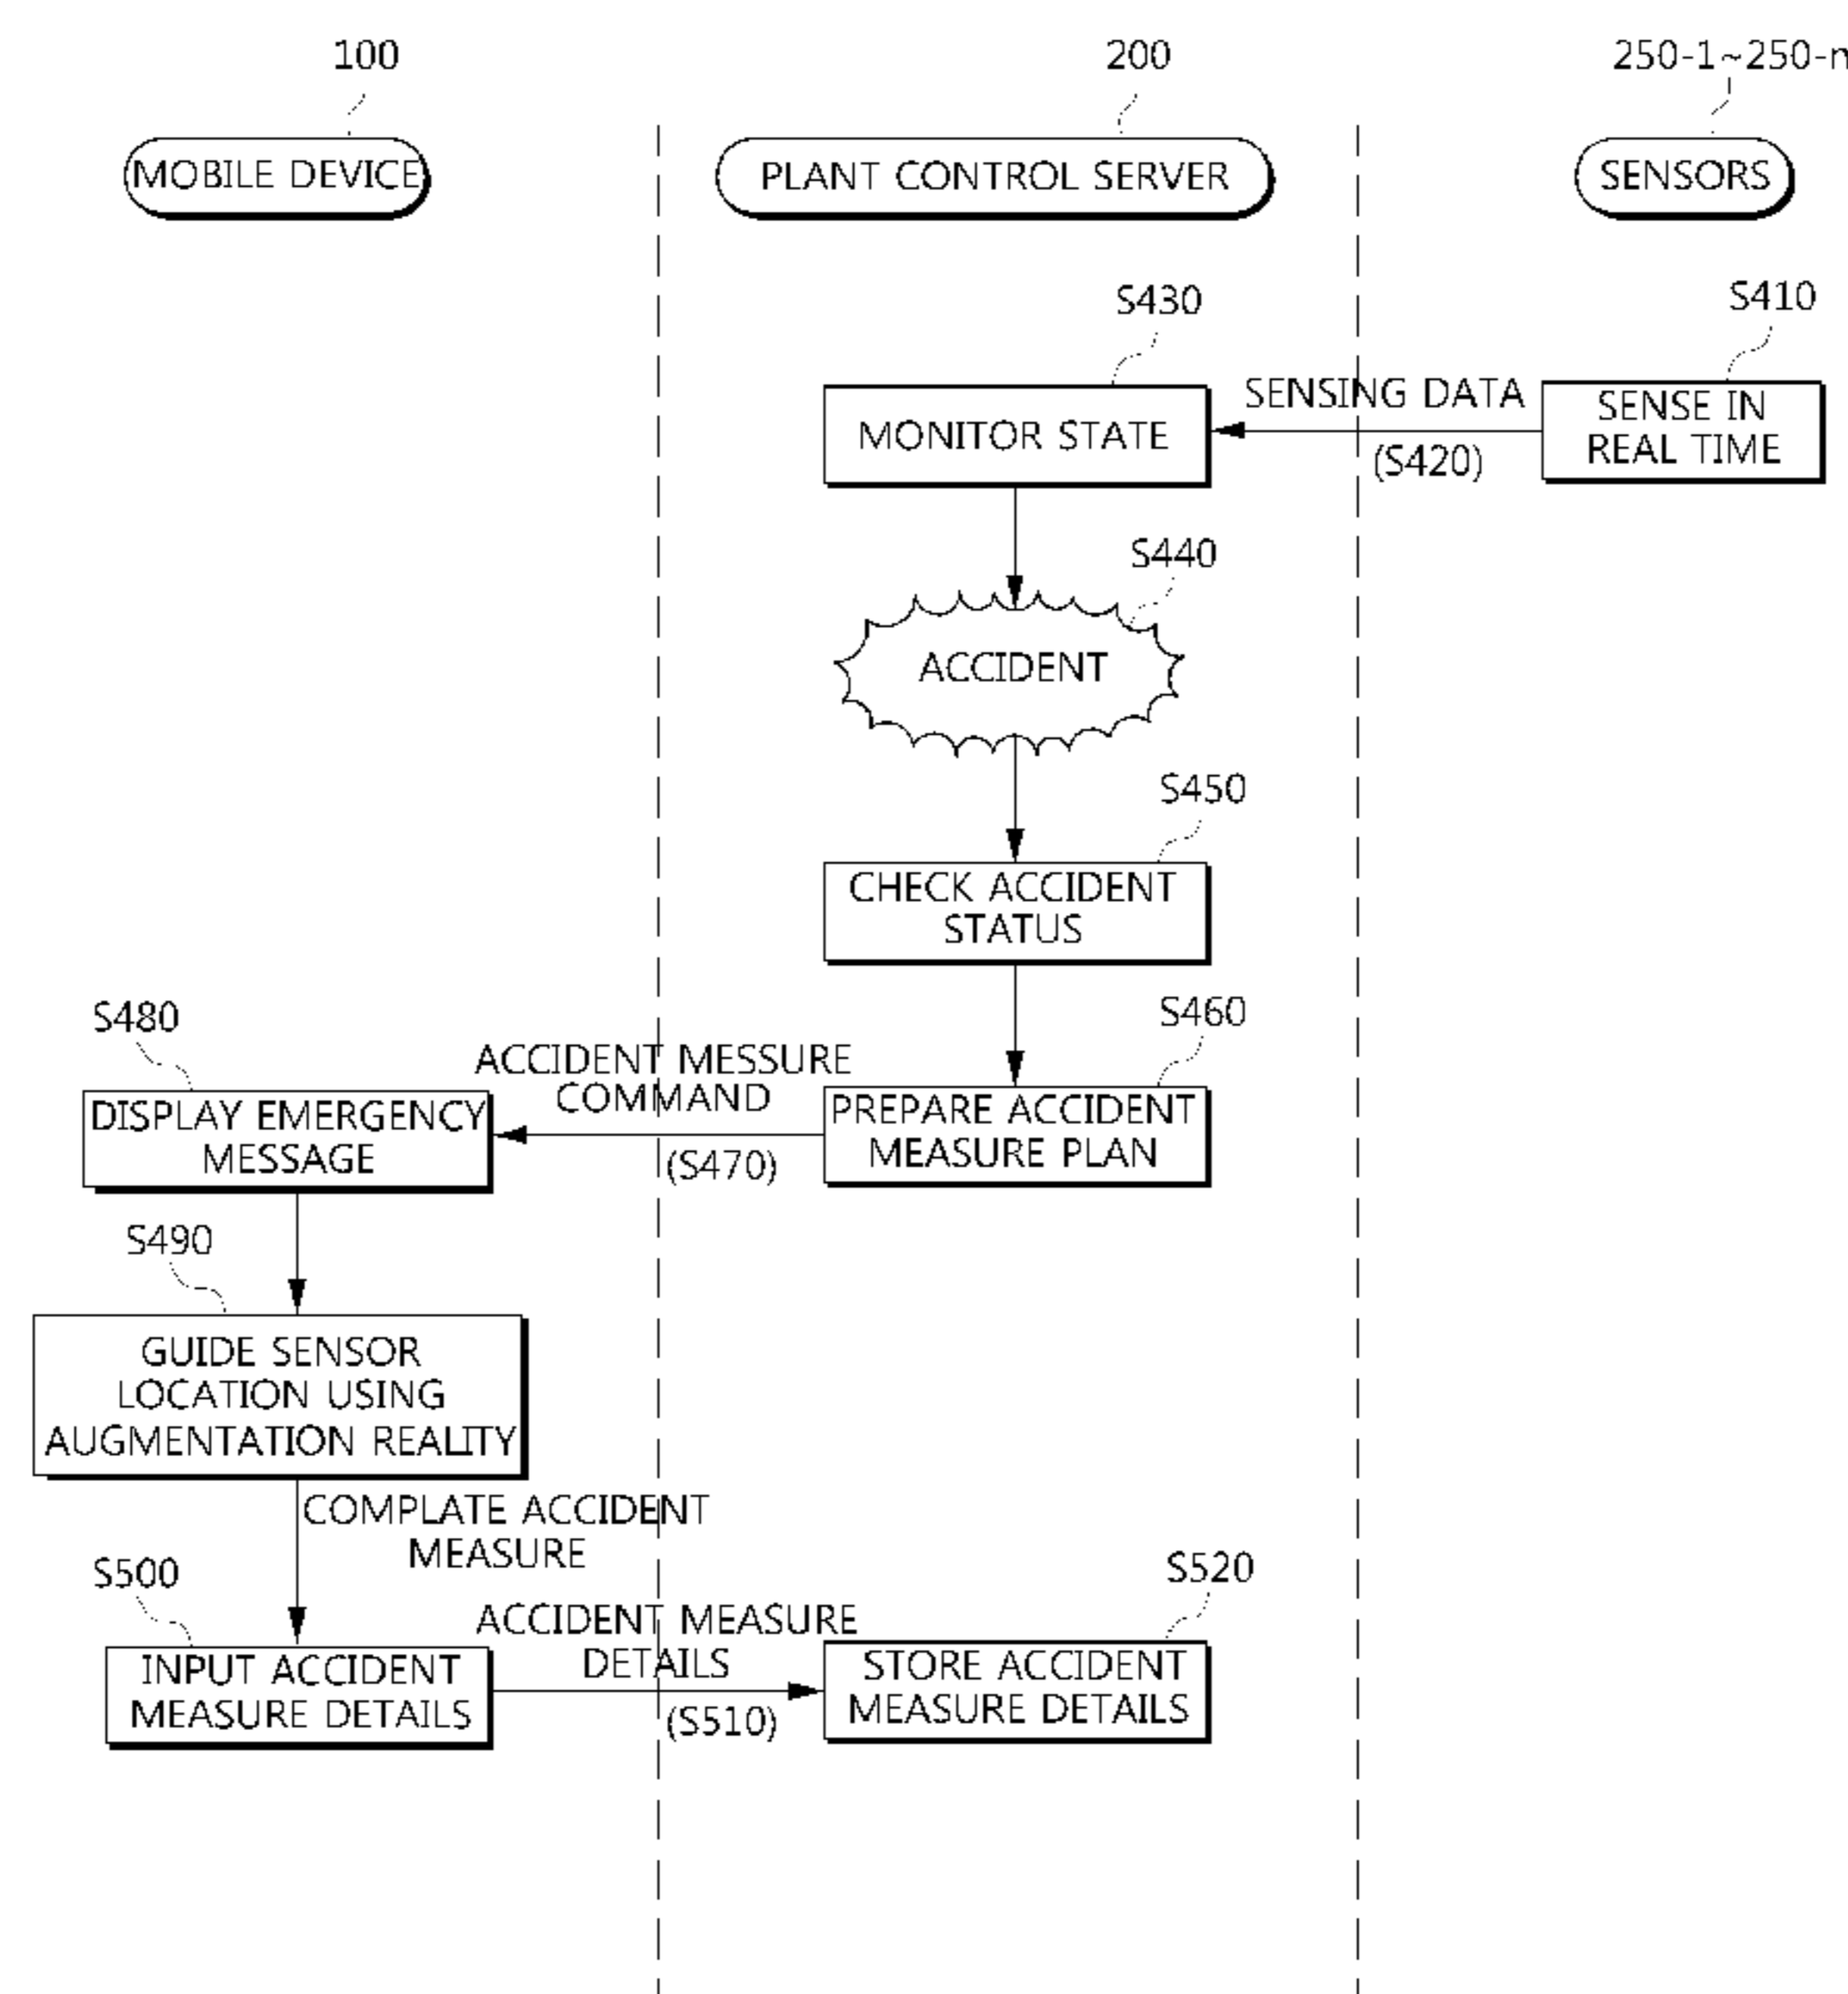 100
200
250-1~250-n
MOBILE DEVICE
PLANT CONTROL SERVER
SENSORS
S430
S410
MONITOR STATE
SENSING DATA
(S420)
SENSE IN
REAL TIME
S440
ACCIDENT
S450
CHECK ACCIDENT
STATUS
S480
S460
ACCIDENT MESSURE
COMMAND
(S470)
DISPLAY EMERGENCY
MESSAGE
PREPARE ACCIDENT
MEASURE PLAN
S490
GUIDE SENSOR
LOCATION USING
AUGMENTATION REALITY
COMPLATE ACCIDENT
MEASURE
S500
S520
ACCIDENT MEASURE
DETAILS
(S510)
INPUT ACCIDENT
MEASURE DETAILS
STORE ACCIDENT
MEASURE DETAILS